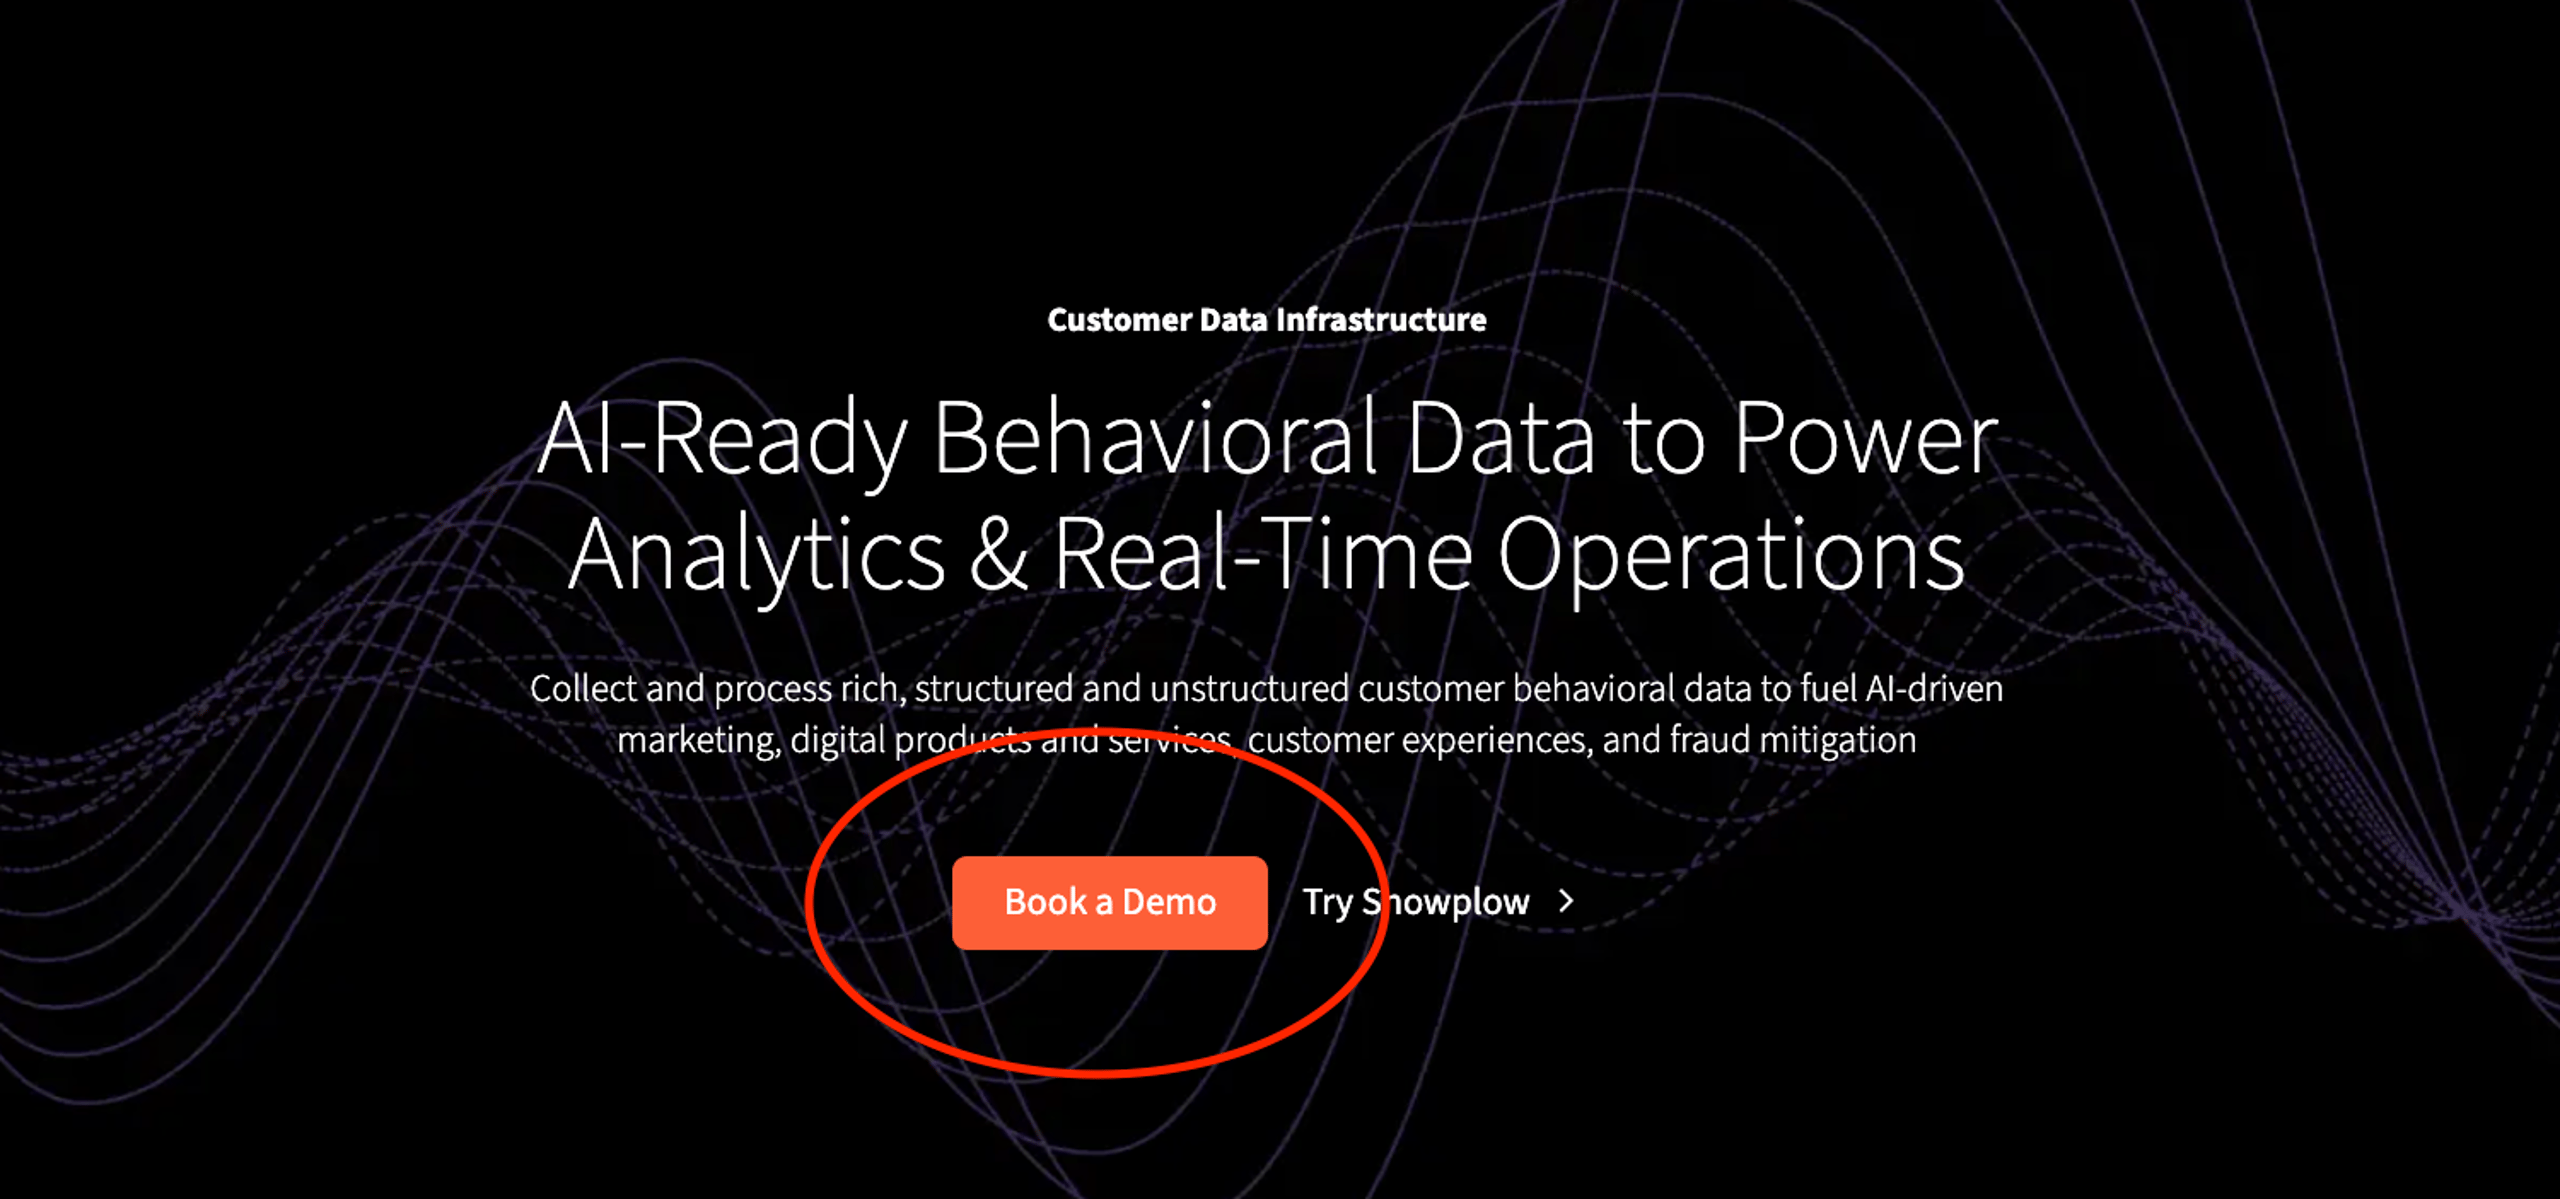 Customer Data Infrastructure
AI-Ready Behavioral Data to Power
Analytics & Real-Time Operations
Collect and process rich, structured and unstructured customer behavioral data to fuel AI-driven
marketing, digital products and services, customer experiences, and fraud mitigation
Book a Demo
Try Snowplow